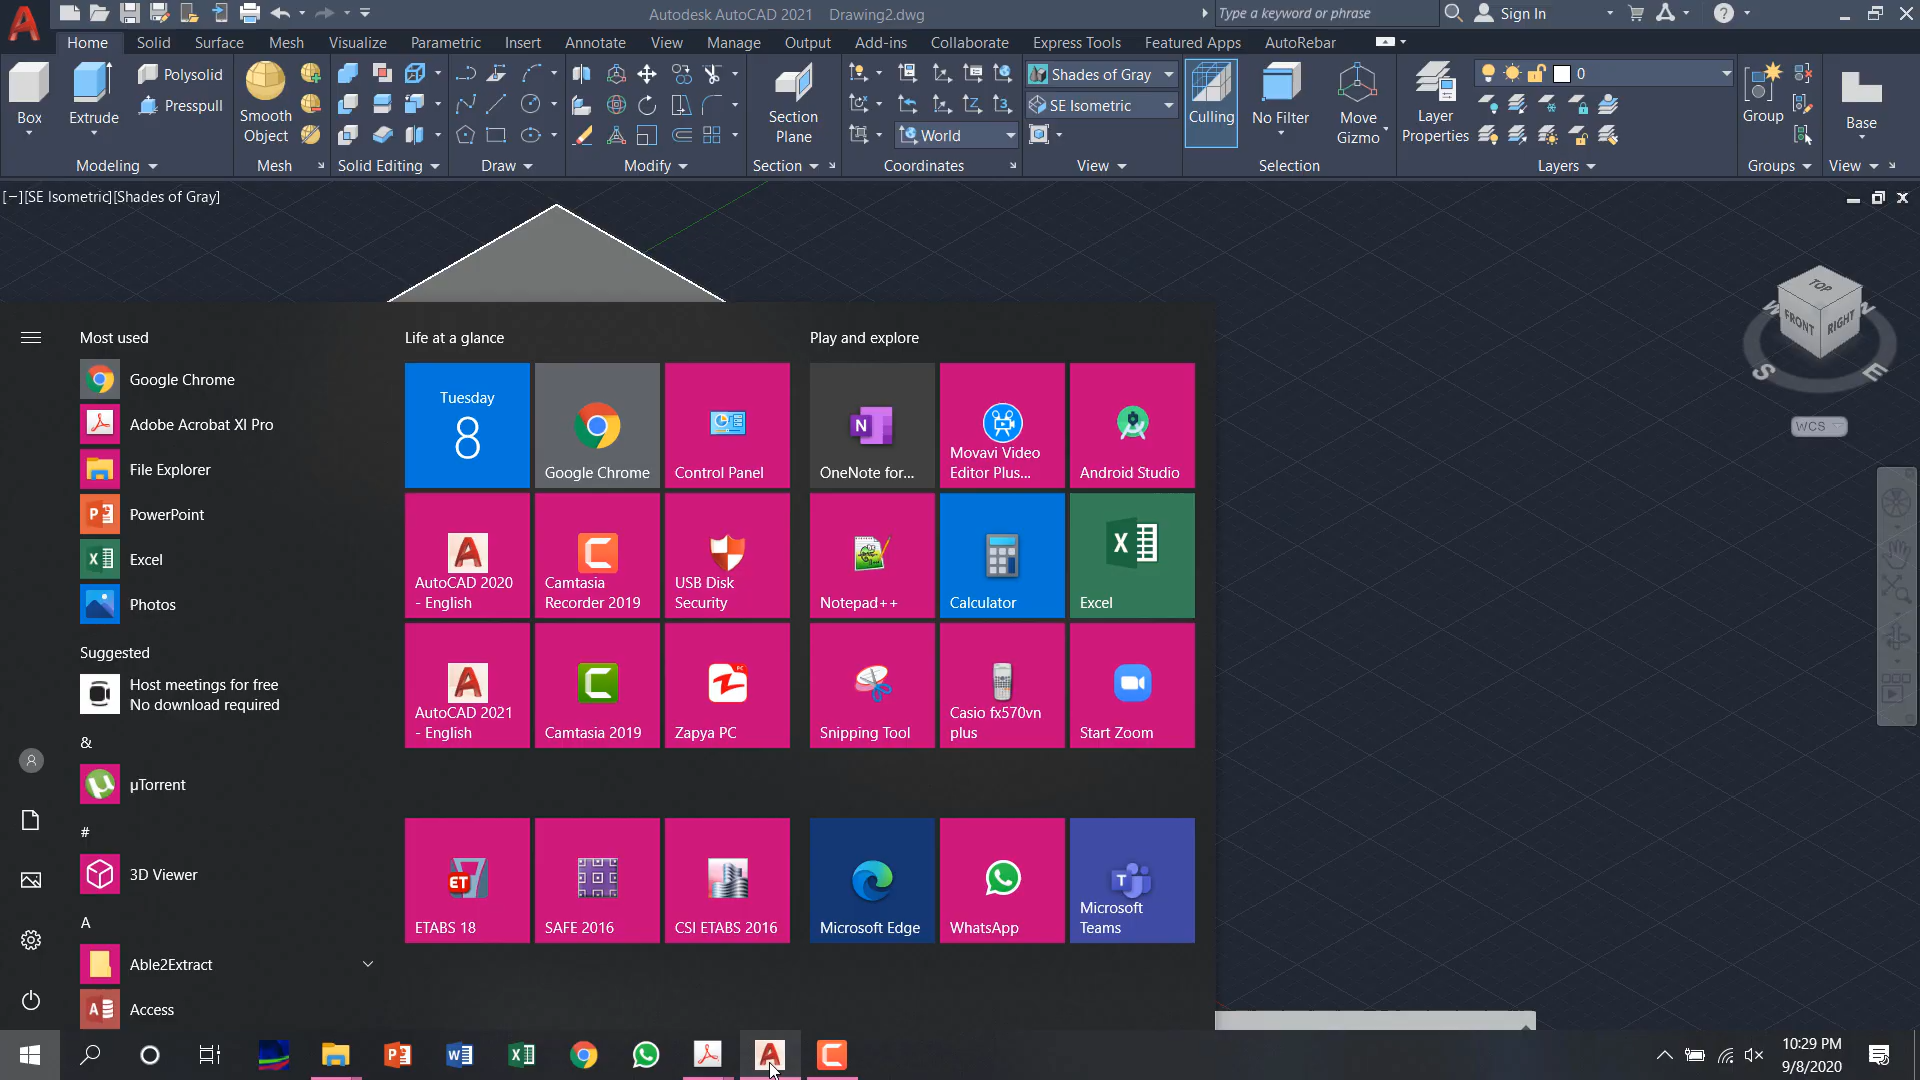 Autodesk AutoCAD 2021 Drawing2.dwg
Type a keyword or phrase
Sign In
Home Solid Surface Mesh Visualize Parametric Insert Annotate View Manage Output Add-ins Collaborate Express Tools Featured Apps AutoRebar
Box
Extrude
Polysolid
Presspull
Smooth
Object
Section
Plane
World
Shades of Gray
SE Isometric
Culling
No Filter
Move
Gizmo
Layer
Properties
0
Group
Base
Modeling
Mesh
Solid Editing
Draw
Modify
Section
Coordinates
View
Selection
Layers
Groups
View
[−][SE Isometric][Shades of Gray]
TOP
FRONT
RIGHT
W
N
S
E
WCS
Most used
Google Chrome
Adobe Acrobat XI Pro
File Explorer
PowerPoint
Excel
Photos
Suggested
Host meetings for free
No download required
&
µTorrent
#
3D Viewer
A
Able2Extract
Access
Life at a glance
Tuesday
8
Google Chrome
Control Panel
AutoCAD 2020
- English
Camtasia
Recorder 2019
USB Disk
Security
AutoCAD 2021
- English
Camtasia 2019
Zapya PC
ET
ETABS 18
SAFE 2016
CSI ETABS 2016
Play and explore
OneNote for...
Movavi Video
Editor Plus...
Android Studio
Notepad++
Calculator
Excel
Snipping Tool
Casio fx570vn
plus
Start Zoom
Microsoft Edge
WhatsApp
Microsoft
Teams
10:29 PM
9/8/2020